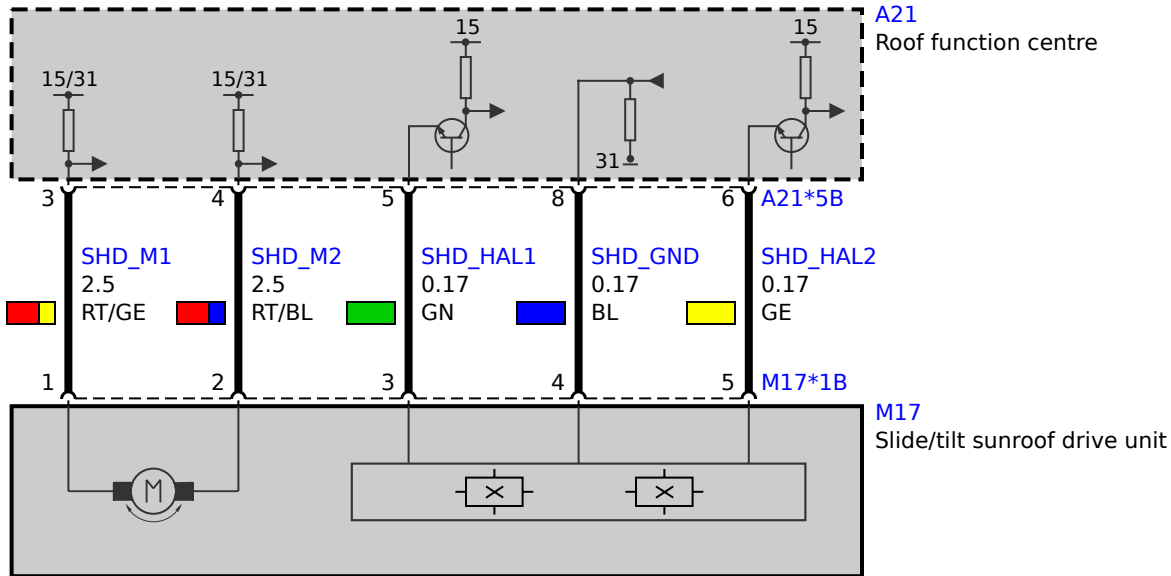 A21
Roof function centre
15/31
15/31
15
31
15
3
4
5
8
6
A21*5B
SHD_M1
2.5
RT/GE
SHD_M2
2.5
RT/BL
SHD_HAL1
0.17
GN
SHD_GND
0.17
BL
SHD_HAL2
0.17
GE
1
2
3
4
5
M17*1B
M17
Slide/tilt sunroof drive unit
M